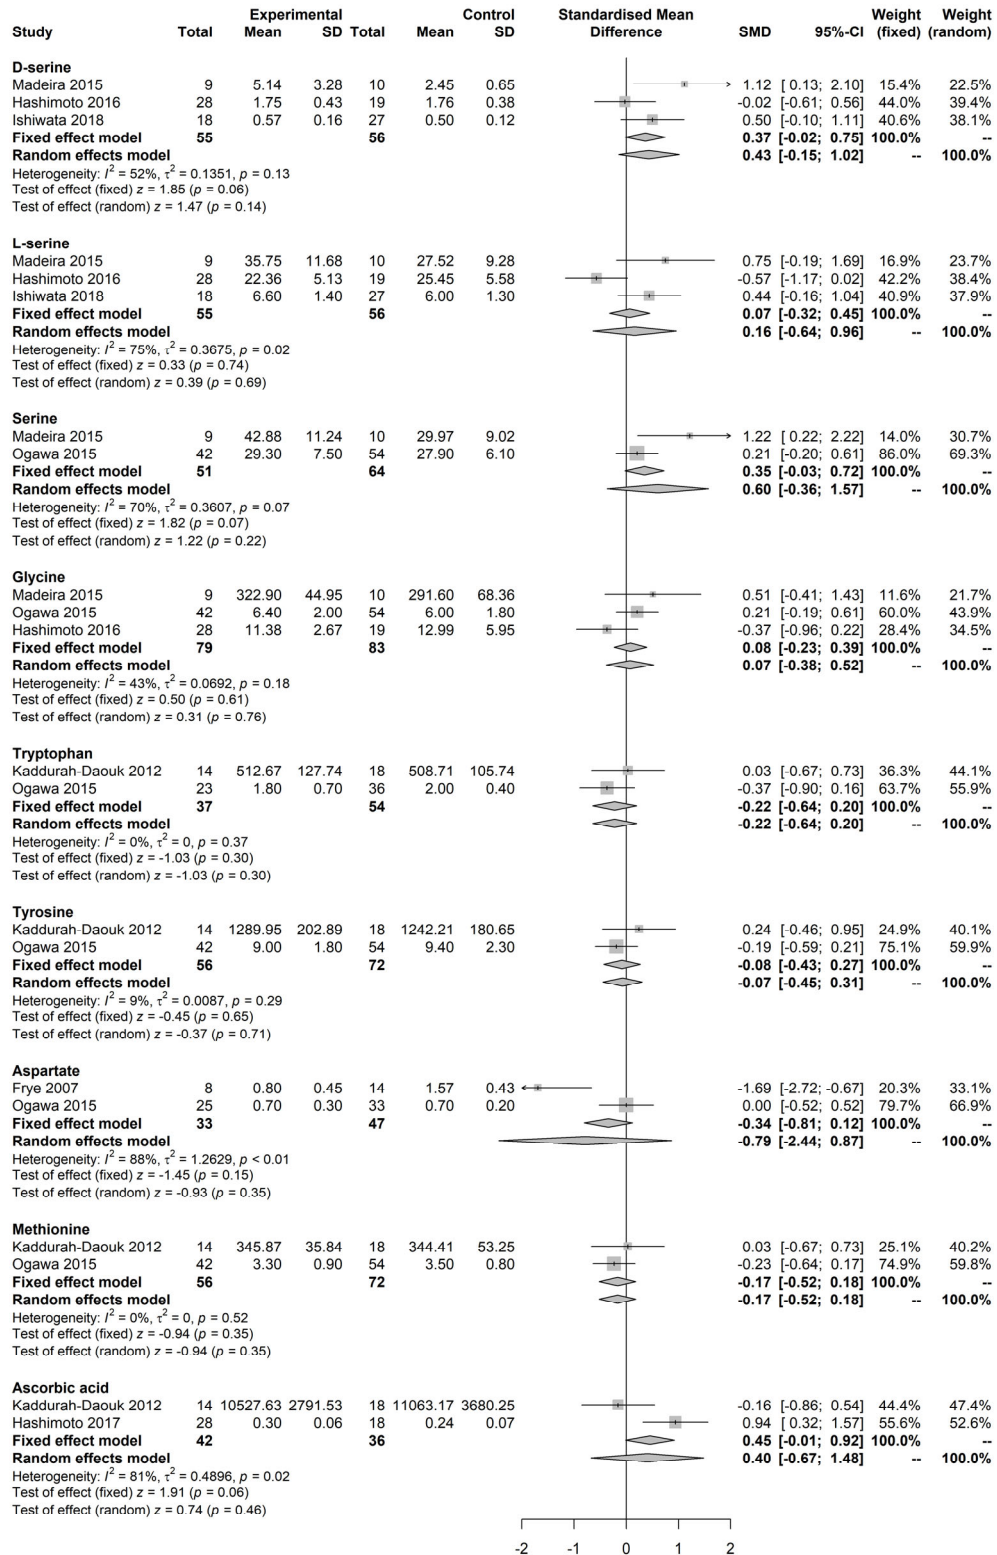 Experimental Control Standardised Mean Weight Weight
Study Total Mean SD Total Mean SD Difference SMD 95%-CI (fixed) (random)
D-serine
Madeira 2015 9 5.14 3.28 10 2.45 0.65 1.12 [ 0.13; 2.10] 15.4% 22.5%
Hashimoto 2016 28 1.75 0.43 19 1.76 0.38 -0.02 [-0.61; 0.56] 44.0% 39.4%
Ishiwata 2018 18 0.57 0.16 27 0.50 0.12 0.50 [-0.10; 1.11] 40.6% 38.1%
Fixed effect model 55 56 0.37 [-0.02; 0.75] 100.0% --
Random effects model 0.43 [-0.15; 1.02] -- 100.0%
Heterogeneity: I² = 52%, τ² = 0.1351, p = 0.13
Test of effect (fixed) z = 1.85 (p = 0.06)
Test of effect (random) z = 1.47 (p = 0.14)
L-serine
Madeira 2015 9 35.75 11.68 10 27.52 9.28 0.75 [-0.19; 1.69] 16.9% 23.7%
Hashimoto 2016 28 22.36 5.13 19 25.45 5.58 -0.57 [-1.17; 0.02] 42.2% 38.4%
Ishiwata 2018 18 6.60 1.40 27 6.00 1.30 0.44 [-0.16; 1.04] 40.9% 37.9%
Fixed effect model 55 56 0.07 [-0.32; 0.45] 100.0% --
Random effects model 0.16 [-0.64; 0.96] -- 100.0%
Heterogeneity: I² = 75%, τ² = 0.3675, p = 0.02
Test of effect (fixed) z = 0.33 (p = 0.74)
Test of effect (random) z = 0.39 (p = 0.69)
Serine
Madeira 2015 9 42.88 11.24 10 29.97 9.02 1.22 [ 0.22; 2.22] 14.0% 30.7%
Ogawa 2015 42 29.30 7.50 54 27.90 6.10 0.21 [-0.20; 0.61] 86.0% 69.3%
Fixed effect model 51 64 0.35 [-0.03; 0.72] 100.0% --
Random effects model 0.60 [-0.36; 1.57] -- 100.0%
Heterogeneity: I² = 70%, τ² = 0.3607, p = 0.07
Test of effect (fixed) z = 1.82 (p = 0.07)
Test of effect (random) z = 1.22 (p = 0.22)
Glycine
Madeira 2015 9 322.90 44.95 10 291.60 68.36 0.51 [-0.41; 1.43] 11.6% 21.7%
Ogawa 2015 42 6.40 2.00 54 6.00 1.80 0.21 [-0.19; 0.61] 60.0% 43.9%
Hashimoto 2016 28 11.38 2.67 19 12.99 5.95 -0.37 [-0.96; 0.22] 28.4% 34.5%
Fixed effect model 79 83 0.08 [-0.23; 0.39] 100.0% --
Random effects model 0.07 [-0.38; 0.52] -- 100.0%
Heterogeneity: I² = 43%, τ² = 0.0692, p = 0.18
Test of effect (fixed) z = 0.50 (p = 0.61)
Test of effect (random) z = 0.31 (p = 0.76)
Tryptophan
Kaddurah-Daouk 2012 14 512.67 127.74 18 508.71 105.74 0.03 [-0.67; 0.73] 36.3% 44.1%
Ogawa 2015 23 1.80 0.70 36 2.00 0.40 -0.37 [-0.90; 0.16] 63.7% 55.9%
Fixed effect model 37 54 -0.22 [-0.64; 0.20] 100.0% --
Random effects model -0.22 [-0.64; 0.20] -- 100.0%
Heterogeneity: I² = 0%, τ² = 0, p = 0.37
Test of effect (fixed) z = -1.03 (p = 0.30)
Test of effect (random) z = -1.03 (p = 0.30)
Tyrosine
Kaddurah-Daouk 2012 14 1289.95 202.89 18 1242.21 180.65 0.24 [-0.46; 0.95] 24.9% 40.1%
Ogawa 2015 42 9.00 1.80 54 9.40 2.30 -0.19 [-0.59; 0.21] 75.1% 59.9%
Fixed effect model 56 72 -0.08 [-0.43; 0.27] 100.0% --
Random effects model -0.07 [-0.45; 0.31] -- 100.0%
Heterogeneity: I² = 9%, τ² = 0.0087, p = 0.29
Test of effect (fixed) z = -0.45 (p = 0.65)
Test of effect (random) z = -0.37 (p = 0.71)
Aspartate
Frye 2007 8 0.80 0.45 14 1.57 0.43 -1.69 [-2.72; -0.67] 20.3% 33.1%
Ogawa 2015 25 0.70 0.30 33 0.70 0.20 0.00 [-0.52; 0.52] 79.7% 66.9%
Fixed effect model 33 47 -0.34 [-0.81; 0.12] 100.0% --
Random effects model -0.79 [-2.44; 0.87] -- 100.0%
Heterogeneity: I² = 88%, τ² = 1.2629, p < 0.01
Test of effect (fixed) z = -1.45 (p = 0.15)
Test of effect (random) z = -0.93 (p = 0.35)
Methionine
Kaddurah-Daouk 2012 14 345.87 35.84 18 344.41 53.25 0.03 [-0.67; 0.73] 25.1% 40.2%
Ogawa 2015 42 3.30 0.90 54 3.50 0.80 -0.23 [-0.64; 0.17] 74.9% 59.8%
Fixed effect model 56 72 -0.17 [-0.52; 0.18] 100.0% --
Random effects model -0.17 [-0.52; 0.18] -- 100.0%
Heterogeneity: I² = 0%, τ² = 0, p = 0.52
Test of effect (fixed) z = -0.94 (p = 0.35)
Test of effect (random) z = -0.94 (p = 0.35)
Ascorbic acid
Kaddurah-Daouk 2012 14 10527.63 2791.53 18 11063.17 3680.25 -0.16 [-0.86; 0.54] 44.4% 47.4%
Hashimoto 2017 28 0.30 0.06 18 0.24 0.07 0.94 [ 0.32; 1.57] 55.6% 52.6%
Fixed effect model 42 36 0.45 [-0.01; 0.92] 100.0% --
Random effects model 0.40 [-0.67; 1.48] -- 100.0%
Heterogeneity: I² = 81%, τ² = 0.4896, p = 0.02
Test of effect (fixed) z = 1.91 (p = 0.06)
Test of effect (random) z = 0.74 (p = 0.46)
-2 -1 0 1 2